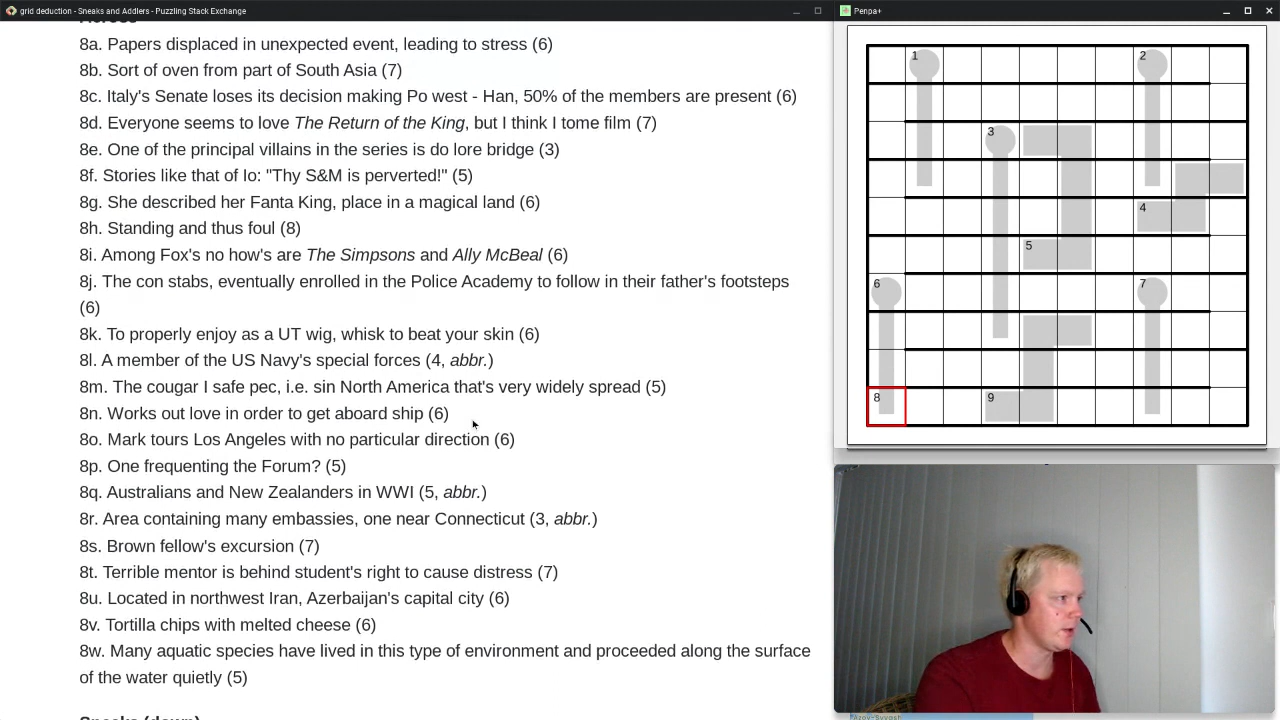 grid deduction - Sneaks and Addlers - Puzzling Stack Exchange
Across
8a. Papers displaced in unexpected event, leading to stress (6)
8b. Sort of oven from part of South Asia (7)
8c. Italy's Senate loses its decision making Po west - Han, 50% of the members are present (6)
8d. Everyone seems to love The Return of the King, but I think I tome film (7)
8e. One of the principal villains in the series is do lore bridge (3)
8f. Stories like that of Io: "Thy S&M is perverted!" (5)
8g. She described her Fanta King, place in a magical land (6)
8h. Standing and thus foul (8)
8i. Among Fox's no how's are The Simpsons and Ally McBeal (6)
8j. The con stabs, eventually enrolled in the Police Academy to follow in their father's footsteps
(6)
8k. To properly enjoy as a UT wig, whisk to beat your skin (6)
8l. A member of the US Navy's special forces (4, abbr.)
8m. The cougar I safe pec, i.e. sin North America that's very widely spread (5)
8n. Works out love in order to get aboard ship (6)
8o. Mark tours Los Angeles with no particular direction (6)
8p. One frequenting the Forum? (5)
8q. Australians and New Zealanders in WWI (5, abbr.)
8r. Area containing many embassies, one near Connecticut (3, abbr.)
8s. Brown fellow's excursion (7)
8t. Terrible mentor is behind student's right to cause distress (7)
8u. Located in northwest Iran, Azerbaijan's capital city (6)
8v. Tortilla chips with melted cheese (6)
8w. Many aquatic species have lived in this type of environment and proceeded along the surface
of the water quietly (5)
Sneaks (down)
Penpa+
1 2
3
4
5
6 7
8 9